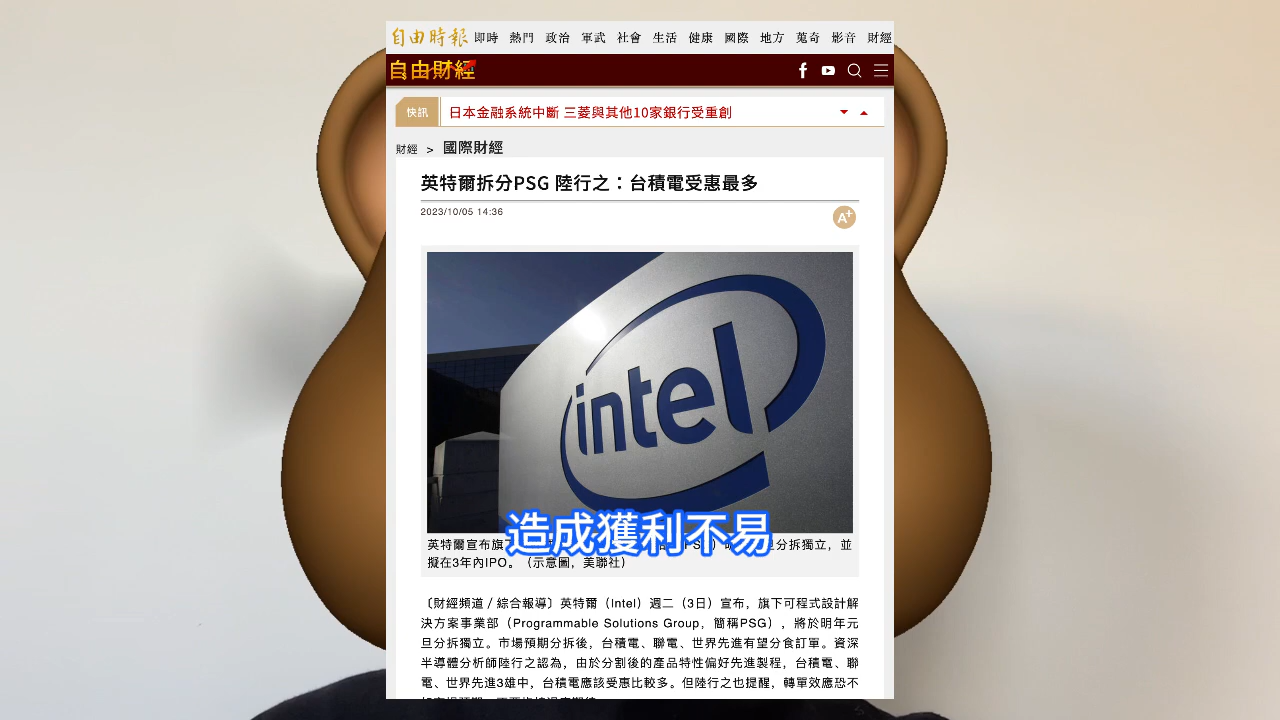 自由時報 即時 熱門 政治 軍武 社會 生活 健康 國際 地方 蒐奇 影音 財經
自由財經
快訊 日本金融系統中斷 三菱與其他10家銀行受重創
財經 > 國際財經
英特爾拆分PSG 陸行之：台積電受惠最多
2023/10/05 14:36
A+
intel
造成獲利不易
英特爾宣布旗 分拆獨立，並
擬在3年內IPO。（示意圖，美聯社）
〔財經頻道／綜合報導〕英特爾（Intel）週二（3日）宣布，旗下可程式設計解
決方案事業部（Programmable Solutions Group，簡稱PSG），將於明年元
旦分拆獨立。市場預期分拆後，台積電、聯電、世界先進有望分食訂單。資深
半導體分析師陸行之認為，由於分割後的產品特性偏好先進製程，台積電、聯
電、世界先進3雄中，台積電應該受惠比較多。但陸行之也提醒，轉單效應恐不